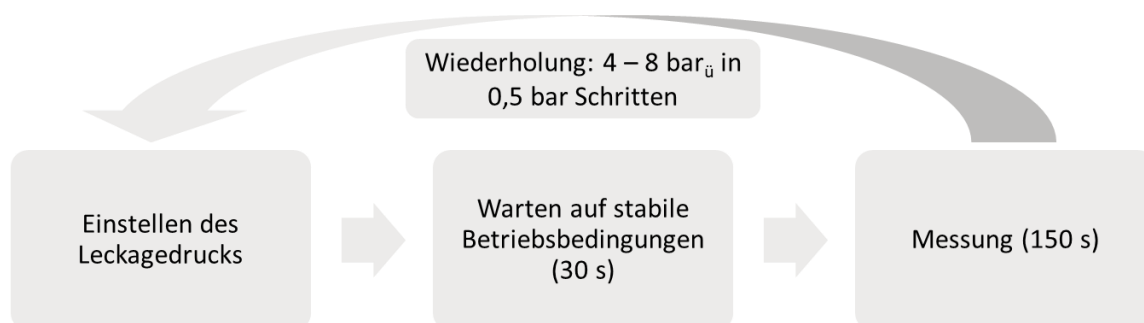 Wiederholung: 4 – 8 barü in
0,5 bar Schritten
Einstellen des
Leckagedrucks
Warten auf stabile
Betriebsbedingungen
(30 s)
Messung (150 s)